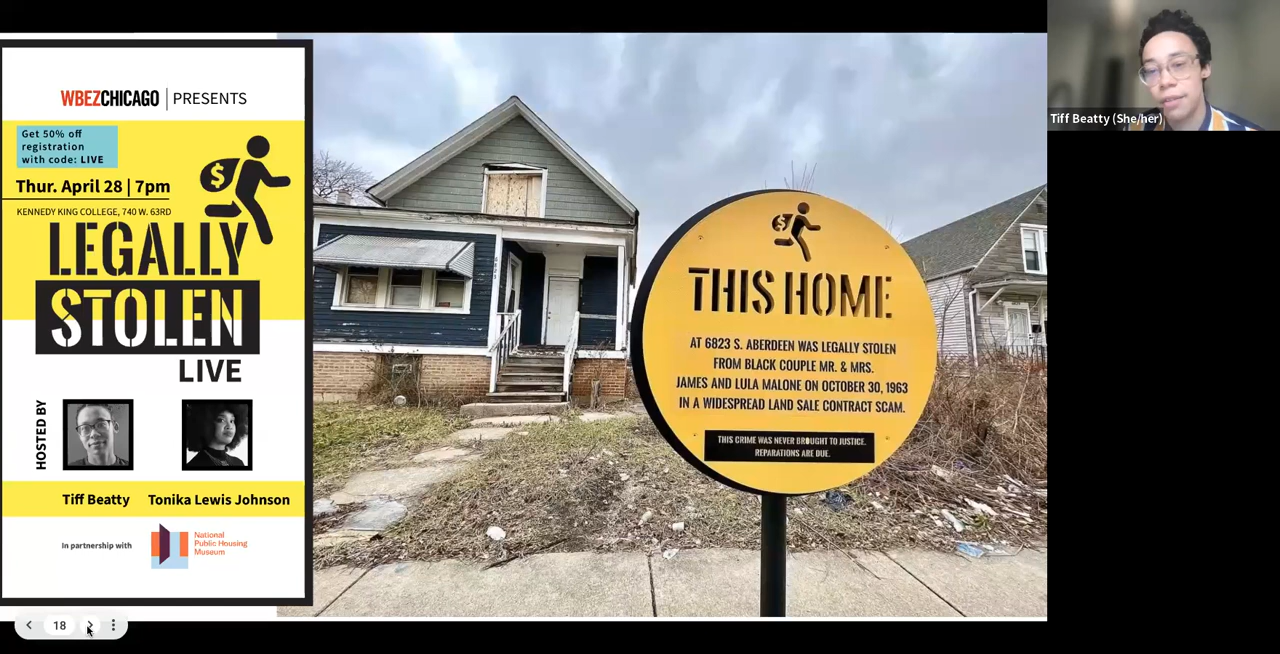 WBEZCHICAGO | PRESENTS
Get 50% off
registration
with code: LIVE
Thur. April 28 | 7pm
KENNEDY KING COLLEGE, 740 W. 63RD
$
LEGALLY
STOLEN
LIVE
HOSTED BY
Tiff Beatty
Tonika Lewis Johnson
In partnership with
National
Public Housing
Museum
$
THIS HOME
AT 6823 S. ABERDEEN WAS LEGALLY STOLEN
FROM BLACK COUPLE MR. & MRS.
JAMES AND LULA MALONE ON OCTOBER 30, 1963
IN A WIDESPREAD LAND SALE CONTRACT SCAM.
THIS CRIME WAS NEVER BROUGHT TO JUSTICE.
REPARATIONS ARE DUE.
Tiff Beatty (She/her)
18